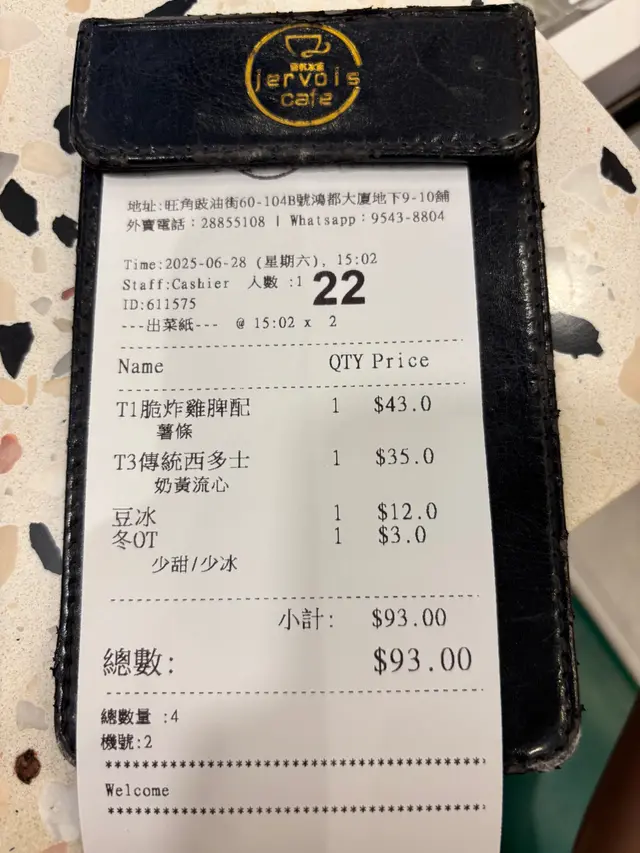 jervois
cafe
地址:旺角豉油街60-104B號鴻都大廈地下9-10舖
外賣電話：28855108 | Whatsapp：9543-8804
Time:2025-06-28 (星期六), 15:02
Staff:Cashier 人數 :1 22
ID:611575
---出菜紙--- @ 15:02 x 2
Name QTY Price
T1脆炸雞脾配 1 $43.0
薯條
T3傳統西多士 1 $35.0
奶黃流心
豆冰 1 $12.0
冬OT 1 $3.0
少甜/少冰
小計: $93.00
總數: $93.00
總數量 :4
機號:2
Welcome